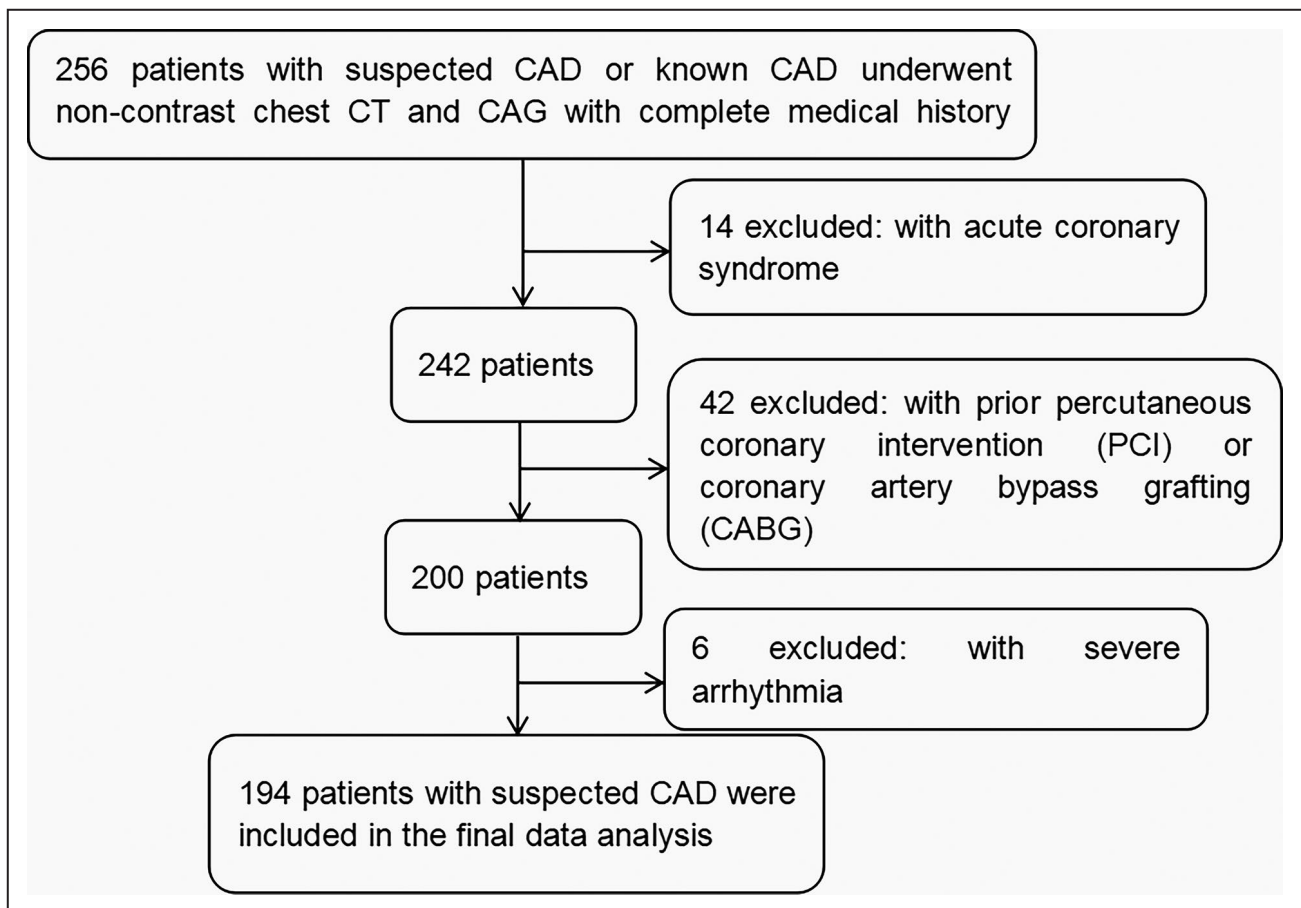 256 patients with suspected CAD or known CAD underwent
non-contrast chest CT and CAG with complete medical history
14 excluded: with acute coronary
syndrome
242 patients
42 excluded: with prior percutaneous
coronary intervention (PCI) or
coronary artery bypass grafting
(CABG)
200 patients
6 excluded: with severe
arrhythmia
194 patients with suspected CAD were
included in the final data analysis